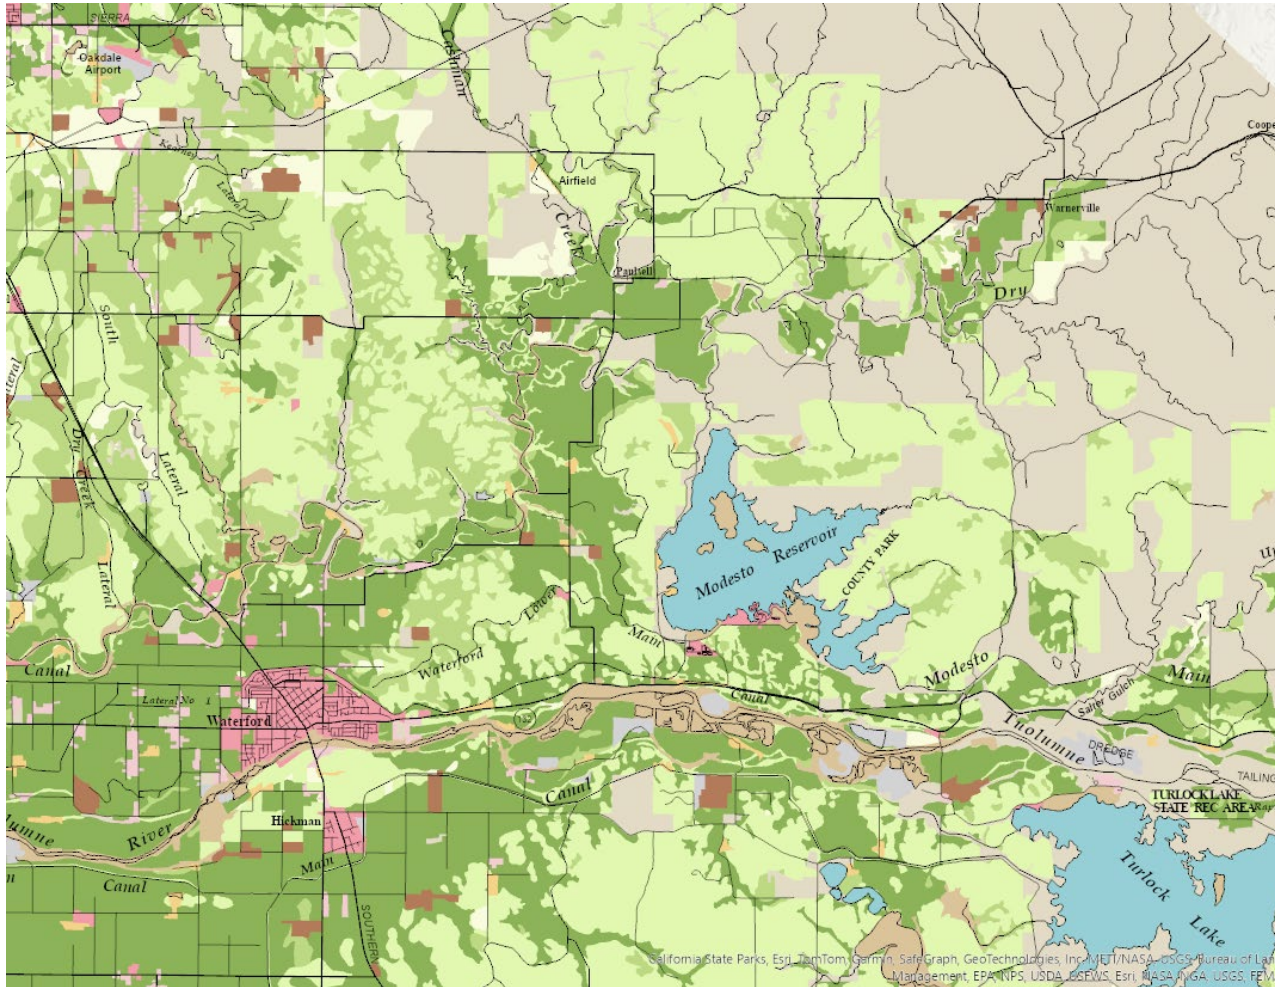 SIERRA
Oakdale
Airport
Cashman
Coope
Kearney
Lateral
Airfield
Creek
Warnerville
Paulsell
Dry
South
Lateral
Lateral
Dry Creek
Lateral
Modesto Reservoir
COUNTY PARK
Lower
Main
Waterford
Canal
Modesto
Main
Lateral No 1
Canal
Salter Gulch
Waterford
132
Tuolumne
DREDGE
TAILING
Canal
TURLOCK LAKE
STATE REC AREA
Hickman
River
Main
Turlock
Canal
Lake
SOUTHERN
California State Parks, Esri, TomTom, Garmin, SafeGraph, GeoTechnologies, Inc, METI/NASA, USGS, Bureau of Lan
Management, EPA, NPS, USDA, USFWS, Esri, NASA, NGA, USGS, FEM